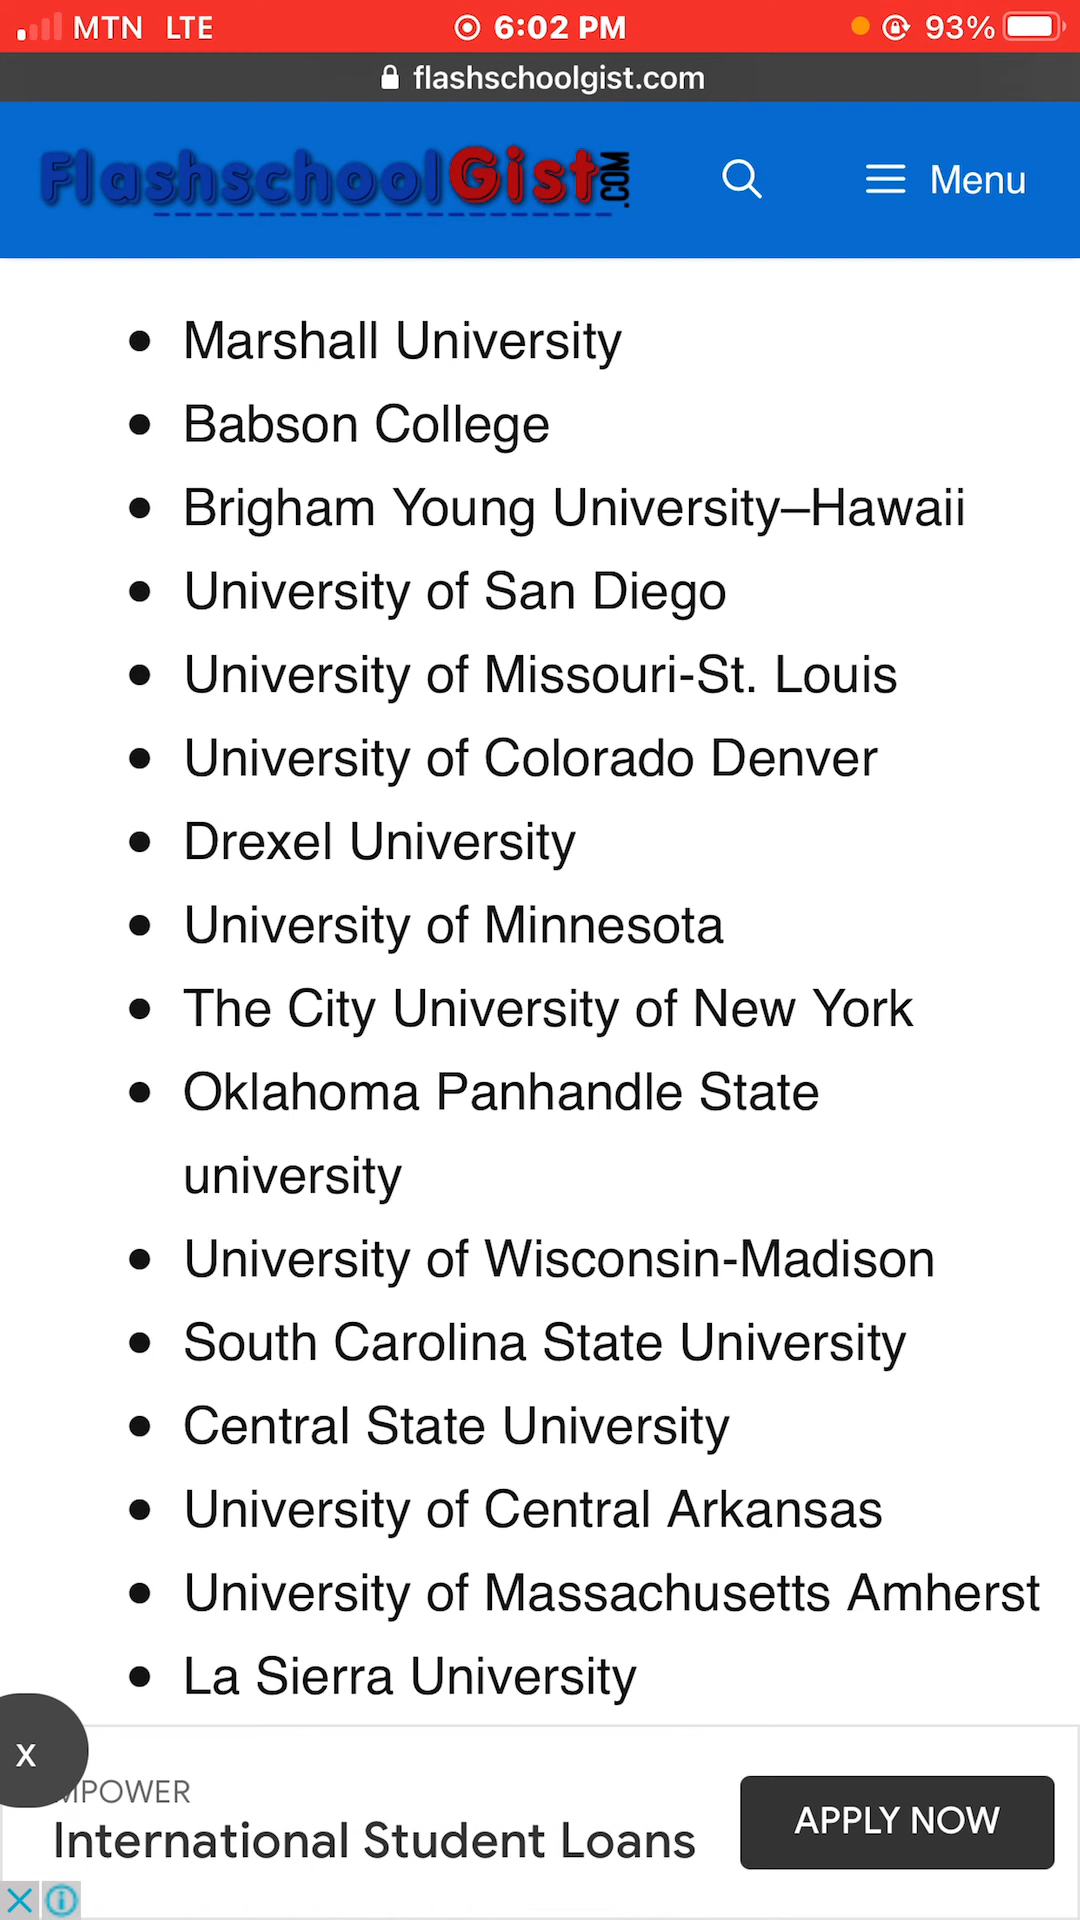 MTN LTE 6:02 PM 93%
flashschoolgist.com
FlashschoolGist.COM
Menu
Marshall University
Babson College
Brigham Young University–Hawaii
University of San Diego
University of Missouri-St. Louis
University of Colorado Denver
Drexel University
University of Minnesota
The City University of New York
Oklahoma Panhandle State
university
University of Wisconsin-Madison
South Carolina State University
Central State University
University of Central Arkansas
University of Massachusetts Amherst
La Sierra University
x
MPOWER
International Student Loans
APPLY NOW